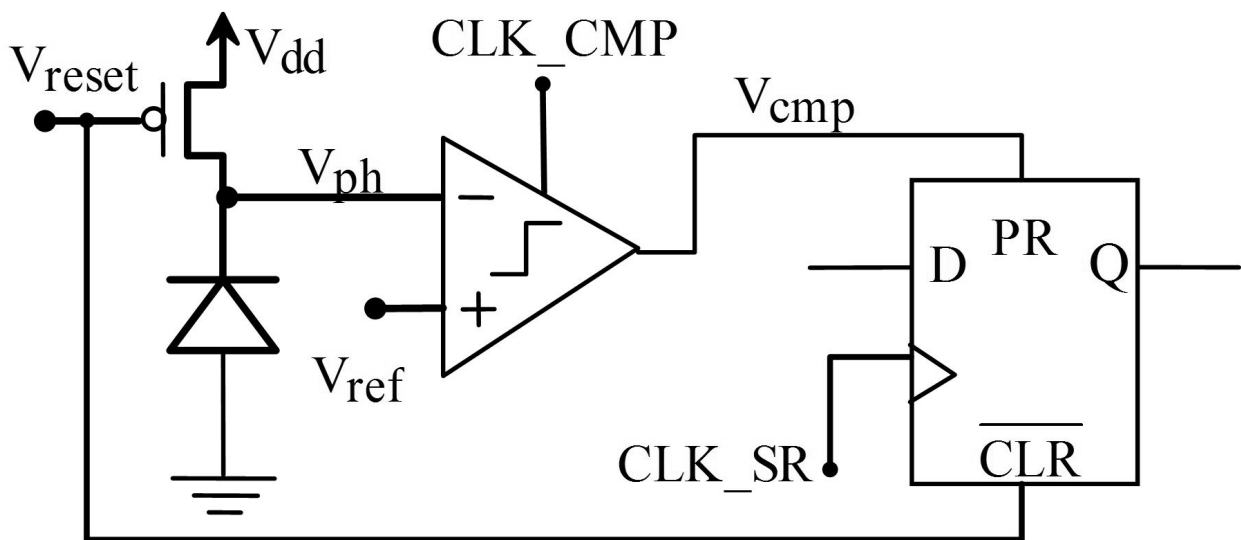 CLK_CMP
Vdd
Vreset
Vcmp
Vph
−
PR
D
Q
+
Vref
CLR
CLK_SR